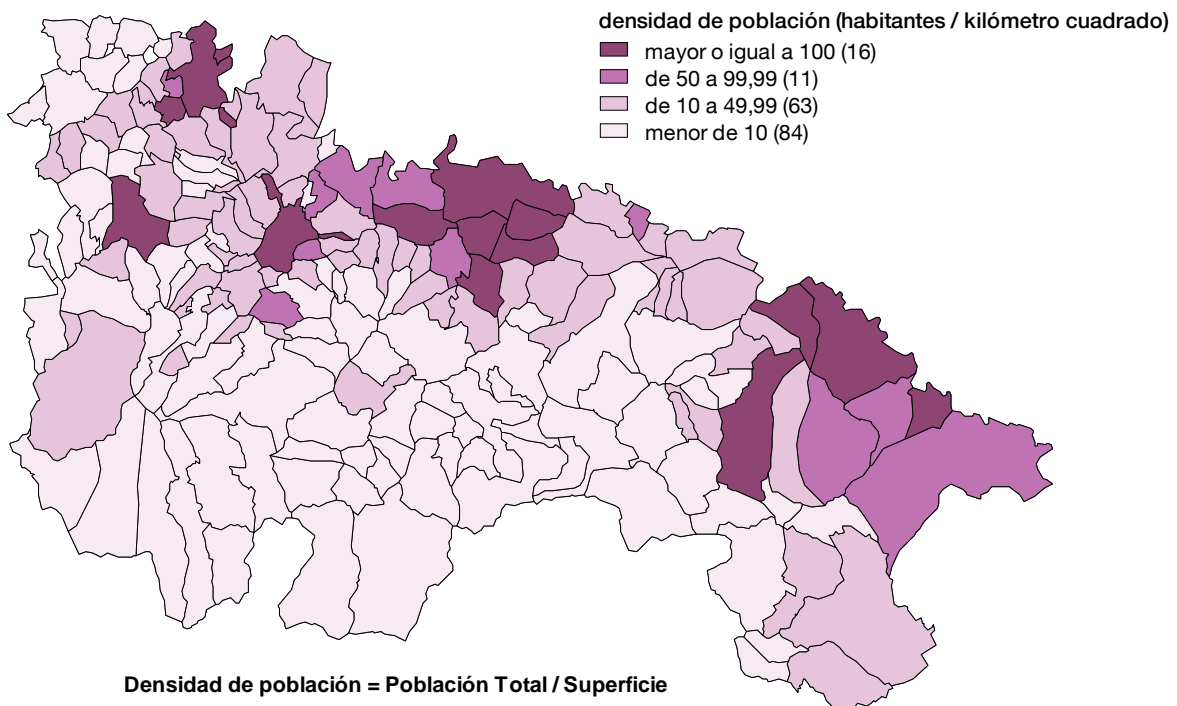 densidad de población (habitantes / kilómetro cuadrado)
mayor o igual a 100 (16)
de 50 a 99,99 (11)
de 10 a 49,99 (63)
menor de 10 (84)
Densidad de población = Población Total / Superficie